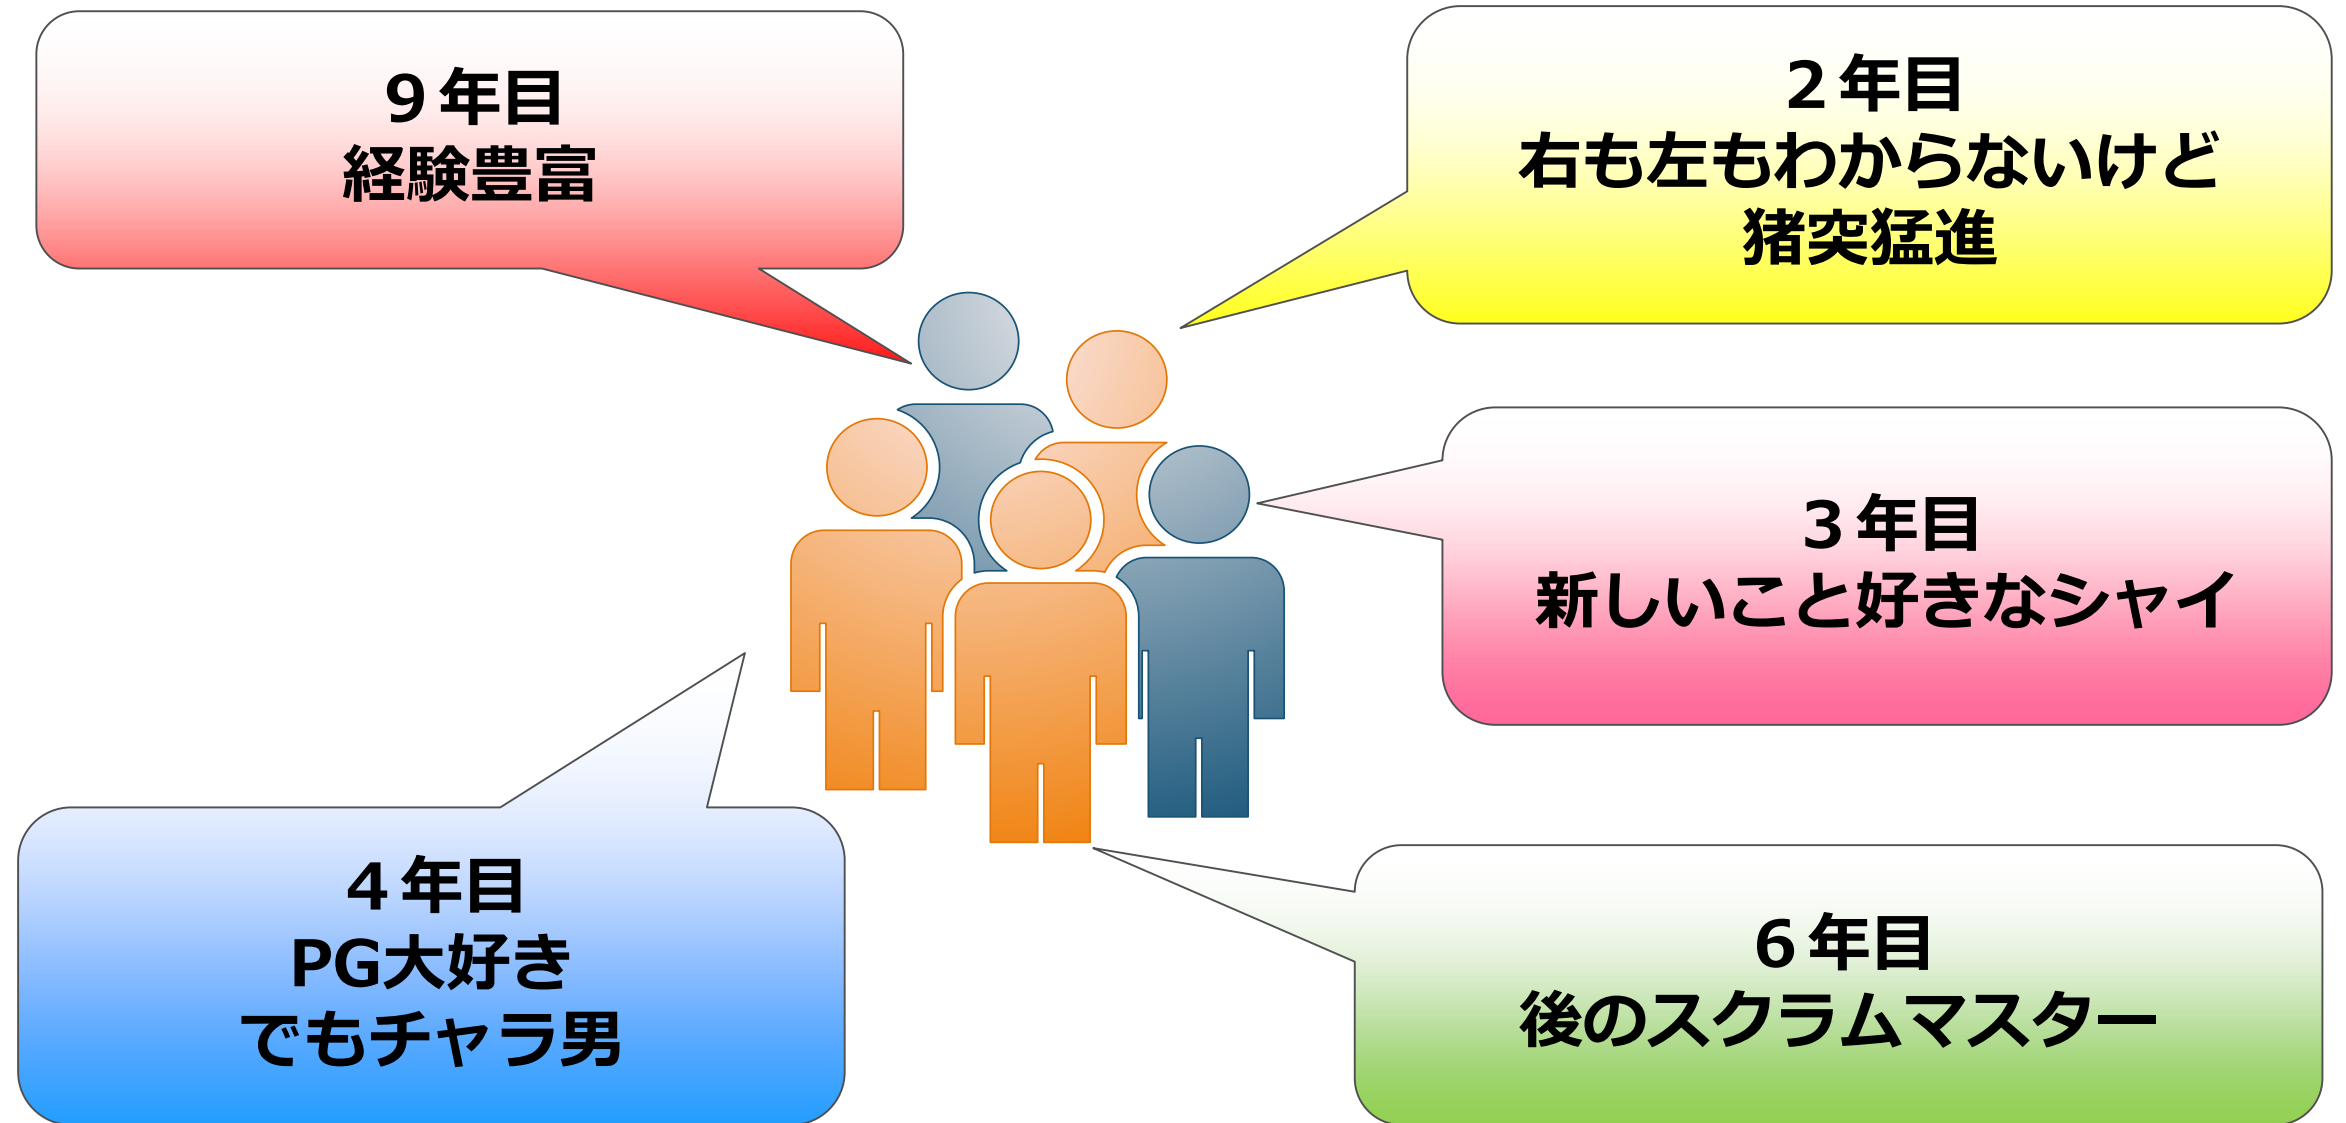 ９年目
経験豊富
２年目
右も左もわからないけど
猪突猛進
３年目
新しいこと好きなシャイ
４年目
PG大好き
でもチャラ男
６年目
後のスクラムマスター